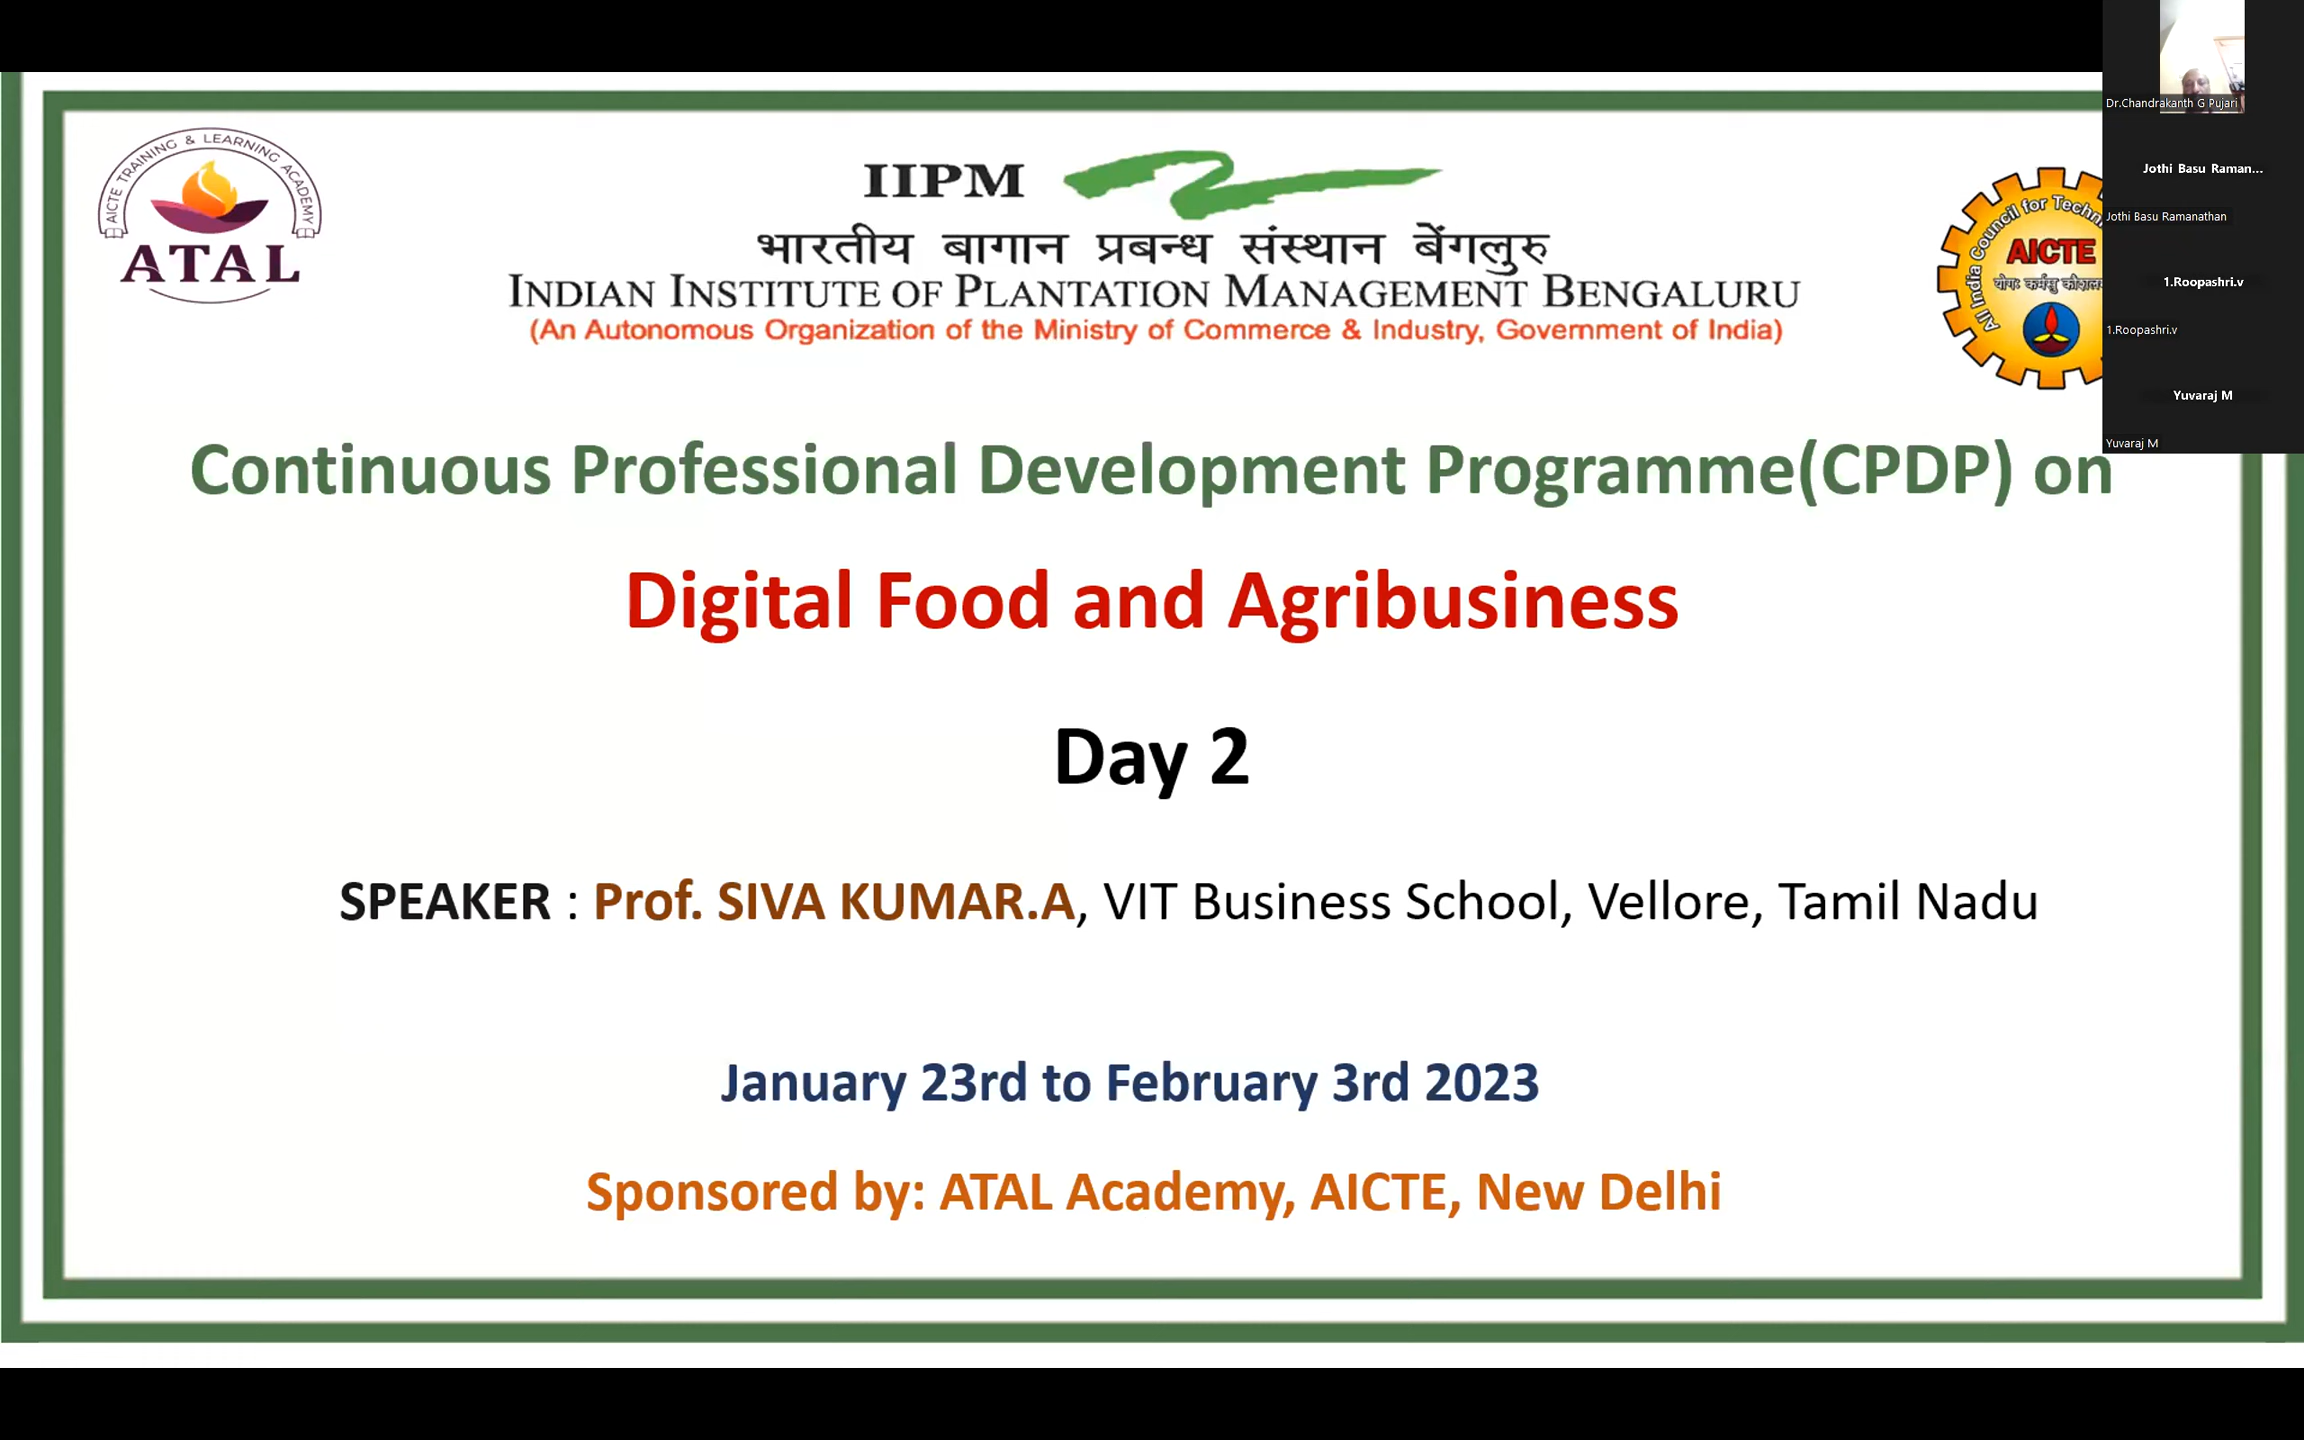 AICTE TRAINING & LEARNING ACADEMY
ATAL
IIPM
भारतीय बागान प्रबन्ध संस्थान बेंगलुरु
INDIAN INSTITUTE OF PLANTATION MANAGEMENT BENGALURU
(An Autonomous Organization of the Ministry of Commerce & Industry, Government of India)
All India Council for Techn
AICTE
योगः कर्मसु कौशलम
Dr.Chandrakanth G Pujari
Jothi Basu Raman...
Jothi Basu Ramanathan
1.Roopashri.v
1.Roopashri.v
Yuvaraj M
Yuvaraj M
Continuous Professional Development Programme(CPDP) on
Digital Food and Agribusiness
Day 2
SPEAKER : Prof. SIVA KUMAR.A, VIT Business School, Vellore, Tamil Nadu
January 23rd to February 3rd 2023
Sponsored by: ATAL Academy, AICTE, New Delhi